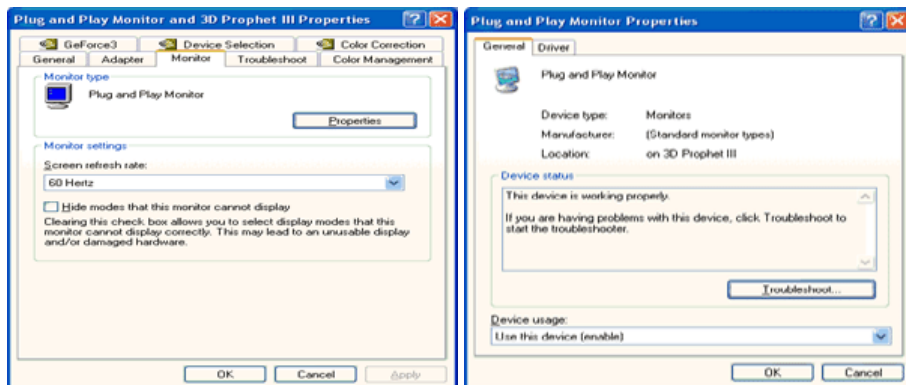 Plug and Play Monitor and 3D Prophet III Properties
GeForce3
Device Selection
Color Correction
General
Adapter
Monitor
Troubleshoot
Color Management
Monitor type
Plug and Play Monitor
Properties
Monitor settings
Screen refresh rate:
60 Hertz
Hide modes that this monitor cannot display
Clearing this check box allows you to select display modes that this
monitor cannot display correctly. This may lead to an unusable display
and/or damaged hardware.
OK
Cancel
Apply
Plug and Play Monitor Properties
General
Driver
Plug and Play Monitor
Device type: Monitors
Manufacturer: (Standard monitor types)
Location: on 3D Prophet III
Device status
This device is working properly.
If you are having problems with this device, click Troubleshoot to
start the troubleshooter.
Troubleshoot...
Device usage:
Use this device (enable)
OK
Cancel